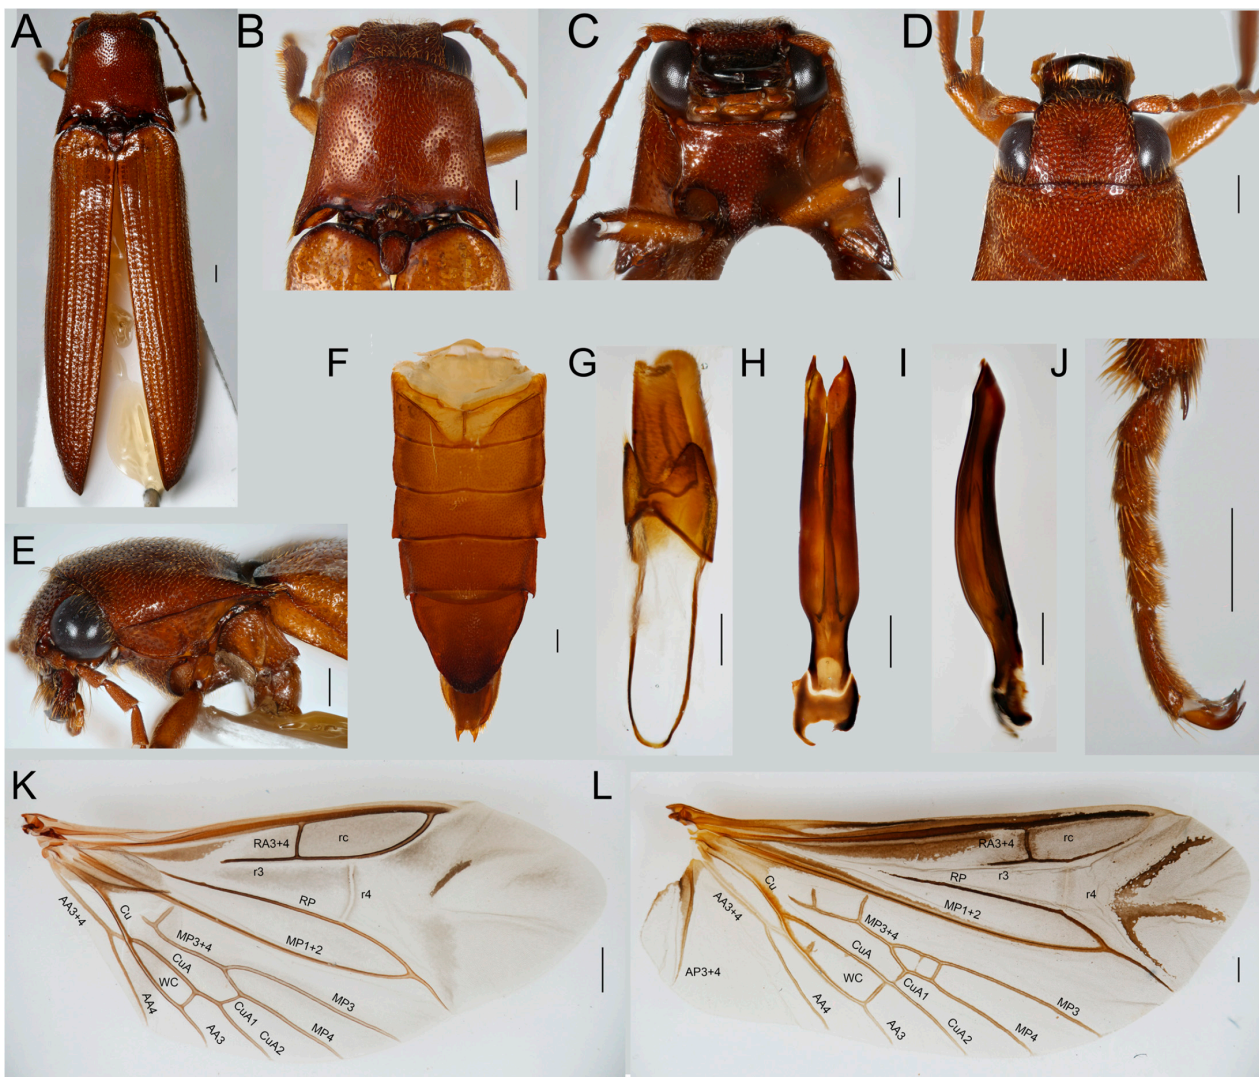 A
B
C
D
E
F
G
H
I
J
K
RA3+4
rc
r3
r4
RP
MP1+2
AA3+4
Cu
MP3+4
CuA
WC
AA4
AA3
CuA1
CuA2
MP4
MP3
L
RA3+4
rc
r3
r4
RP
MP1+2
AP3+4
AA3+4
Cu
MP3+4
CuA
WC
CuA1
AA4
AA3
CuA2
MP4
MP3